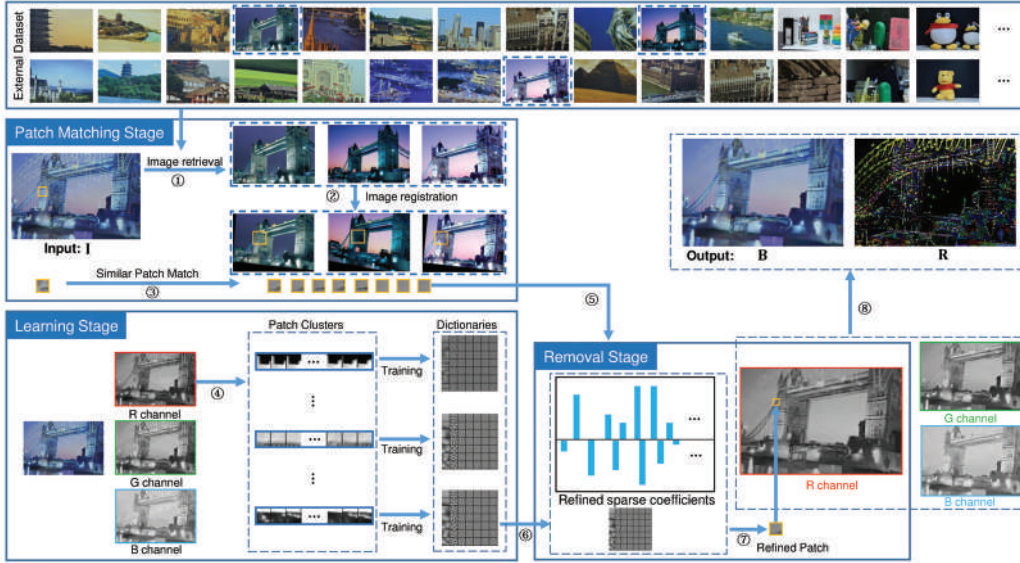 External Dataset
...
...
Patch Matching Stage
Image retrieval
①
②
Image registration
Input: I
Similar Patch Match
③
Output: B R
⑤
⑧
Learning Stage
Patch Clusters
Dictionaries
R channel
④
...
Training
⋮
G channel
...
Training
⋮
B channel
...
Training
⑥
Removal Stage
...
...
Refined sparse coefficients
⑦
Refined Patch
R channel
G channel
B channel